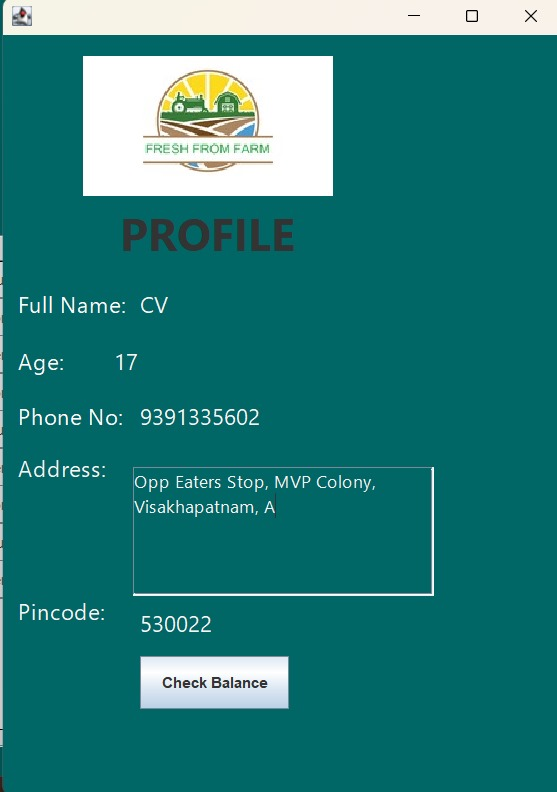 FRESH FROM FARM
PROFILE
Full Name: CV
Age: 17
Phone No: 9391335602
Address: Opp Eaters Stop, MVP Colony,
Visakhapatnam, A
Pincode: 530022
Check Balance